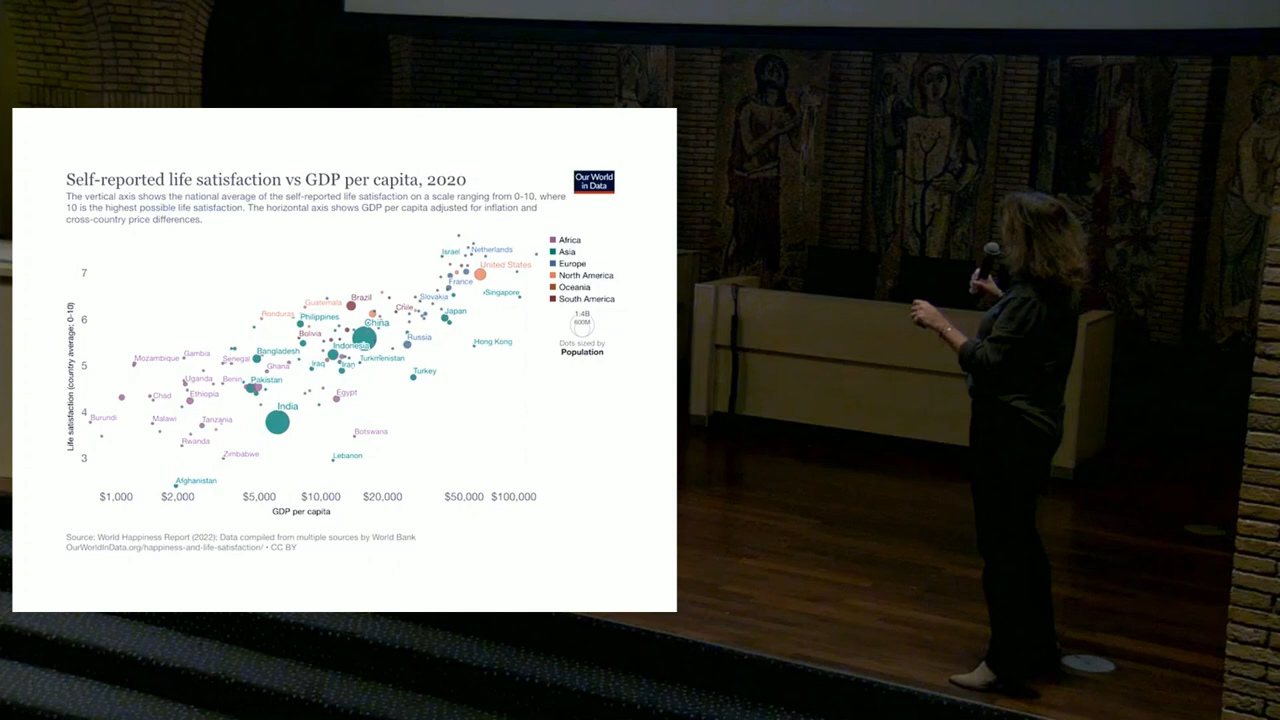 Self-reported life satisfaction vs GDP per capita, 2020
Our World
in Data
The vertical axis shows the national average of the self-reported life satisfaction on a scale ranging from 0-10, where
10 is the highest possible life satisfaction. The horizontal axis shows GDP per capita adjusted for inflation and
cross-country price differences.
Life satisfaction (country average; 0-10)
7
6
5
4
3
Israel
Netherlands
United States
France
Singapore
Slovakia
Brazil
Guatemala
Chile
Japan
Honduras
Philippines
China
Bolivia
Russia
Hong Kong
Indonesia
Bangladesh
Mozambique
Gambia
Senegal
Ghana
Iraq
Iran
Turkmenistan
Turkey
Uganda
Benin
Pakistan
Chad
Ethiopia
Egypt
India
Burundi
Malawi
Tanzania
Botswana
Rwanda
Zimbabwe
Lebanon
Afghanistan
$1,000
$2,000
$5,000
$10,000
$20,000
$50,000
$100,000
GDP per capita
Africa
Asia
Europe
North America
Oceania
South America
1.4B
600M
Dots sized by
Population
Source: World Happiness Report (2022); Data compiled from multiple sources by World Bank
OurWorldInData.org/happiness-and-life-satisfaction/ • CC BY